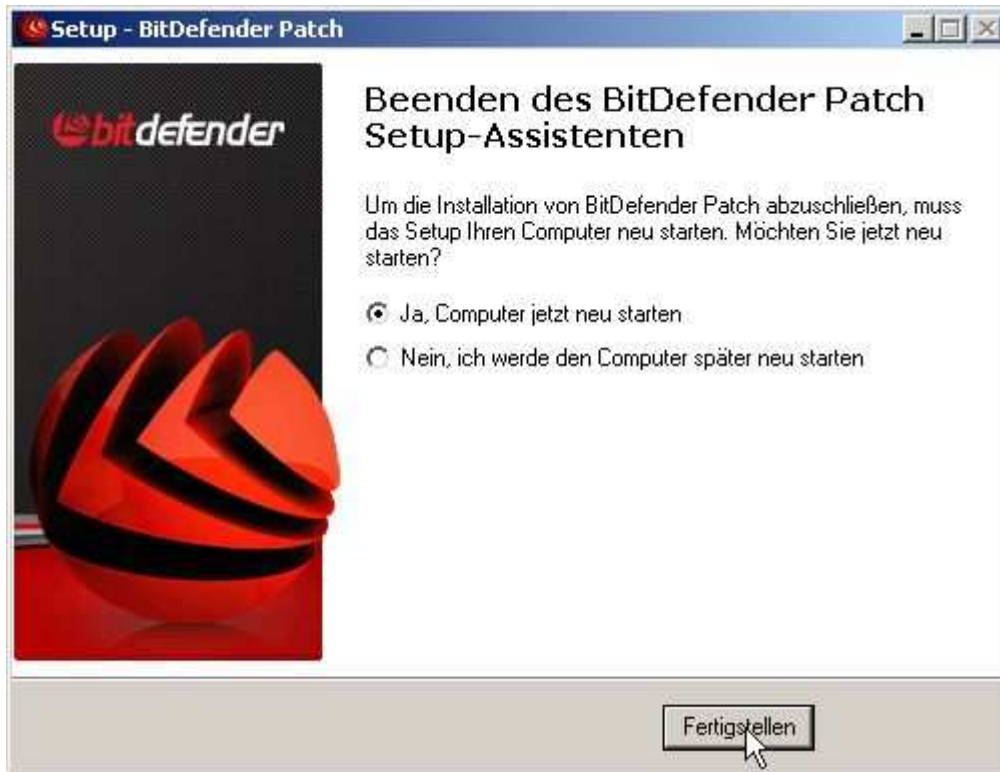 Setup - BitDefender Patch
bitdefender
Beenden des BitDefender Patch
Setup-Assistenten
Um die Installation von BitDefender Patch abzuschließen, muss
das Setup Ihren Computer neu starten. Möchten Sie jetzt neu
starten?
Ja, Computer jetzt neu starten
Nein, ich werde den Computer später neu starten
Fertigstellen